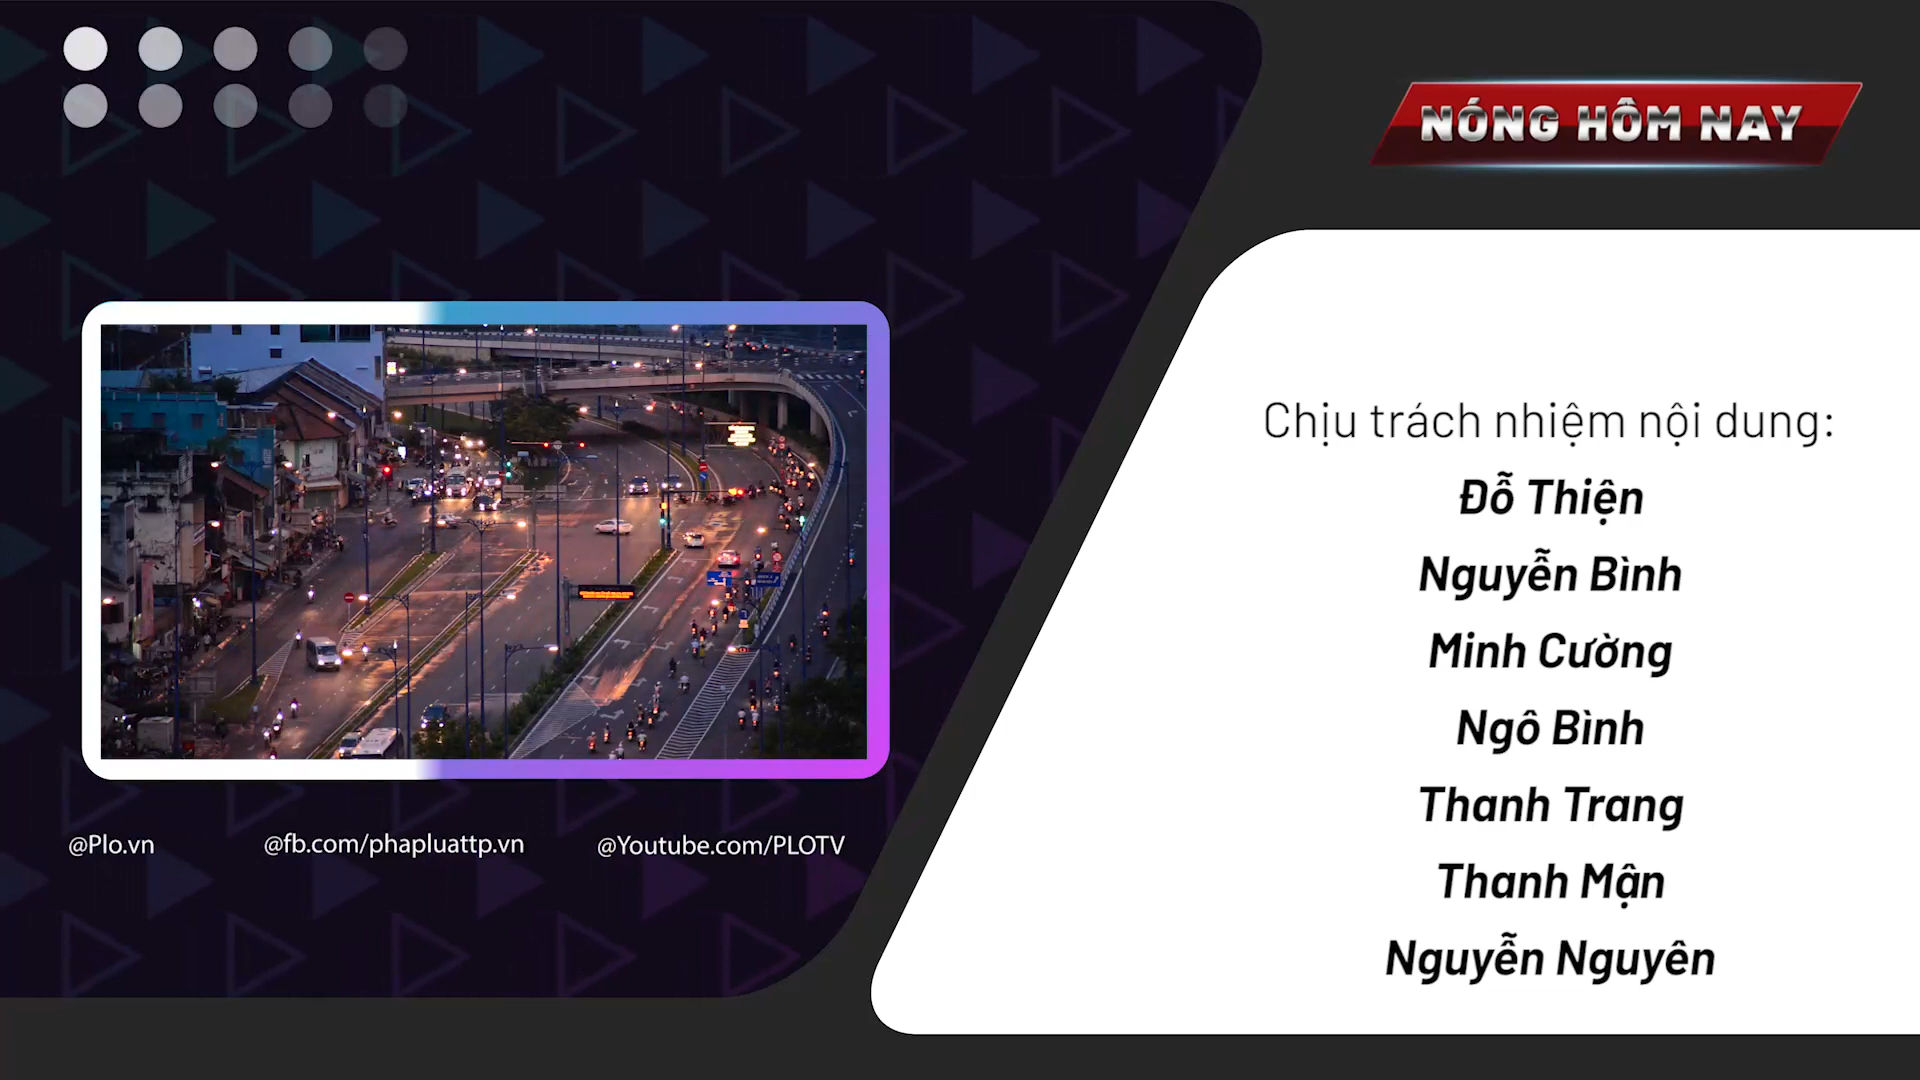 NÓNG HÔM NAY
Chịu trách nhiệm nội dung:
Đỗ Thiện
Nguyễn Bình
Minh Cường
Ngô Bình
Thanh Trang
Thanh Mận
Nguyễn Nguyên
@Plo.vn
@fb.com/phapluattp.vn
@Youtube.com/PLOTV